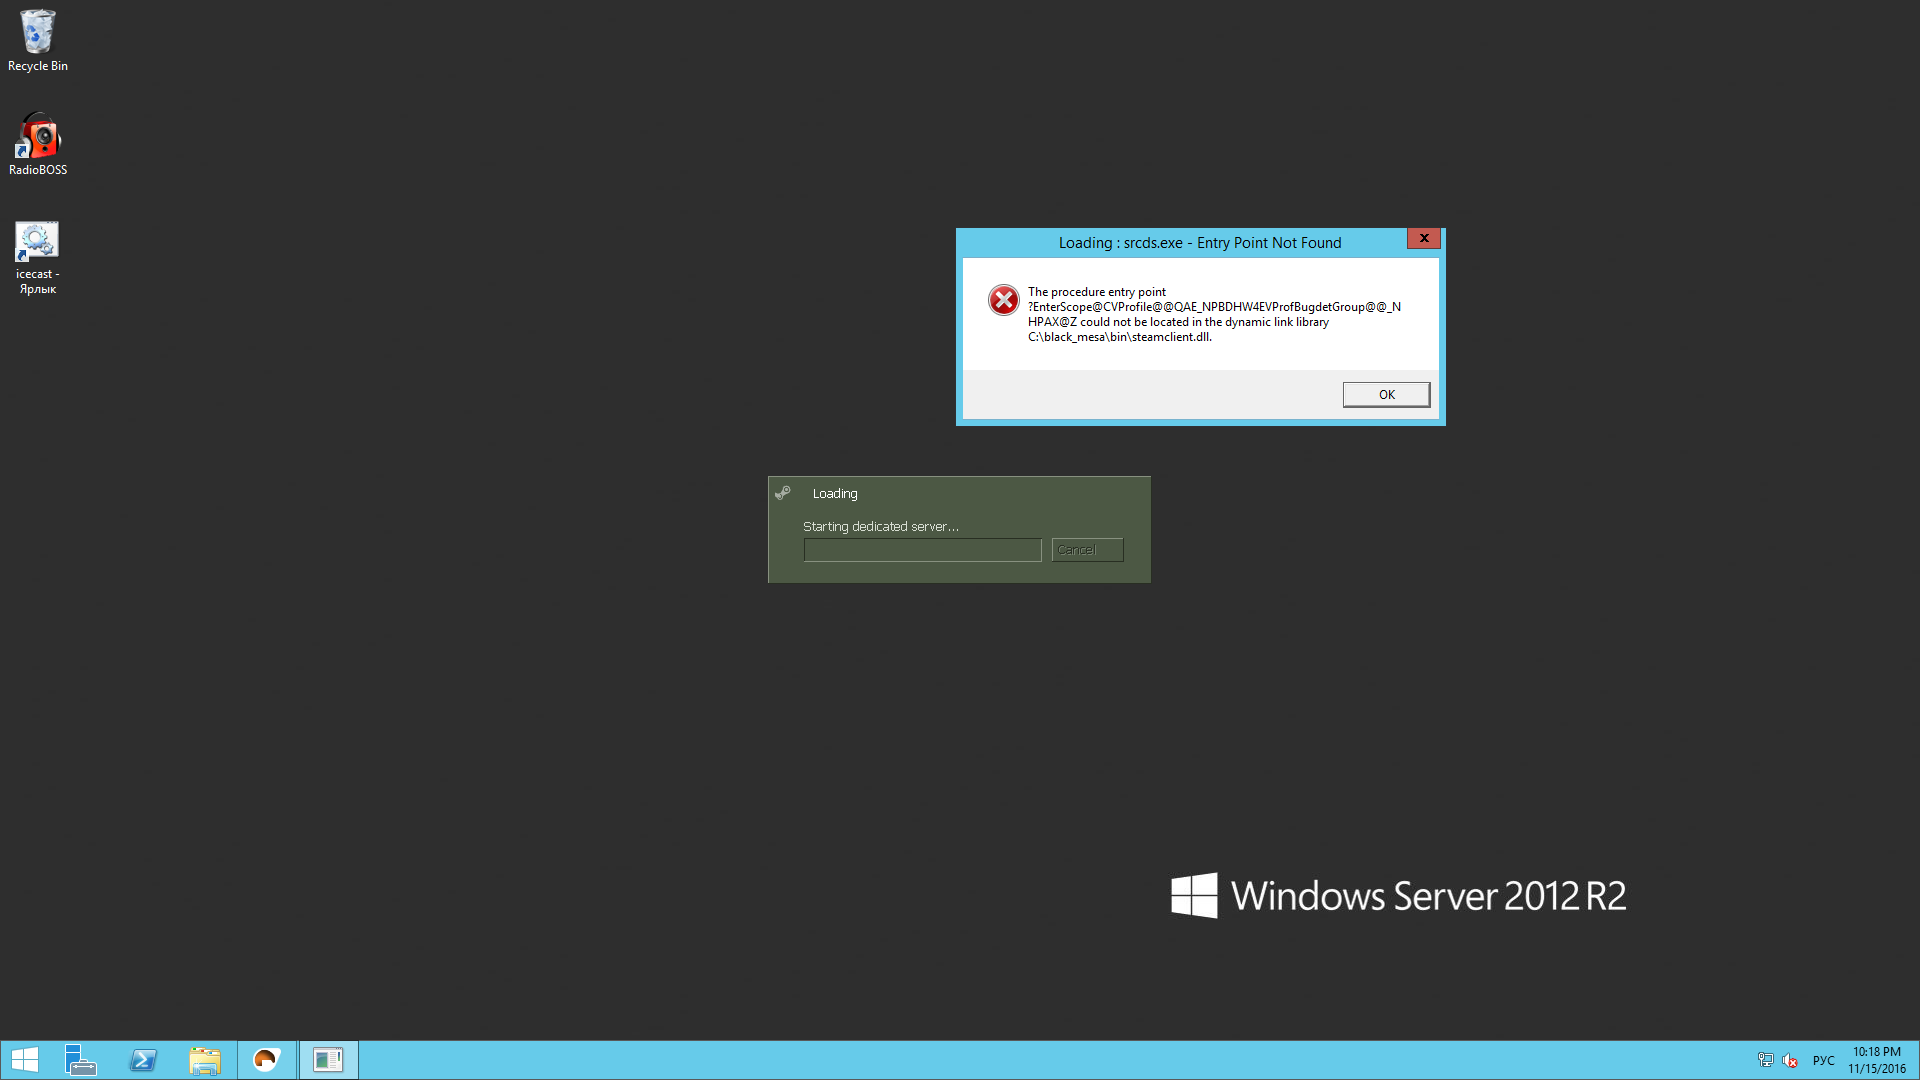 Recycle Bin
RadioBOSS
icecast -
Ярлык
Loading : srcds.exe - Entry Point Not Found
x
The procedure entry point
?EnterScope@CVProfile@@QAE_NPBDHW4EVProfBugdetGroup@@_N
HPAX@Z could not be located in the dynamic link library
C:\black_mesa\bin\steamclient.dll.
OK
Loading
Starting dedicated server...
Cancel
Windows Server 2012 R2
РУС
10:18 PM
11/15/2016